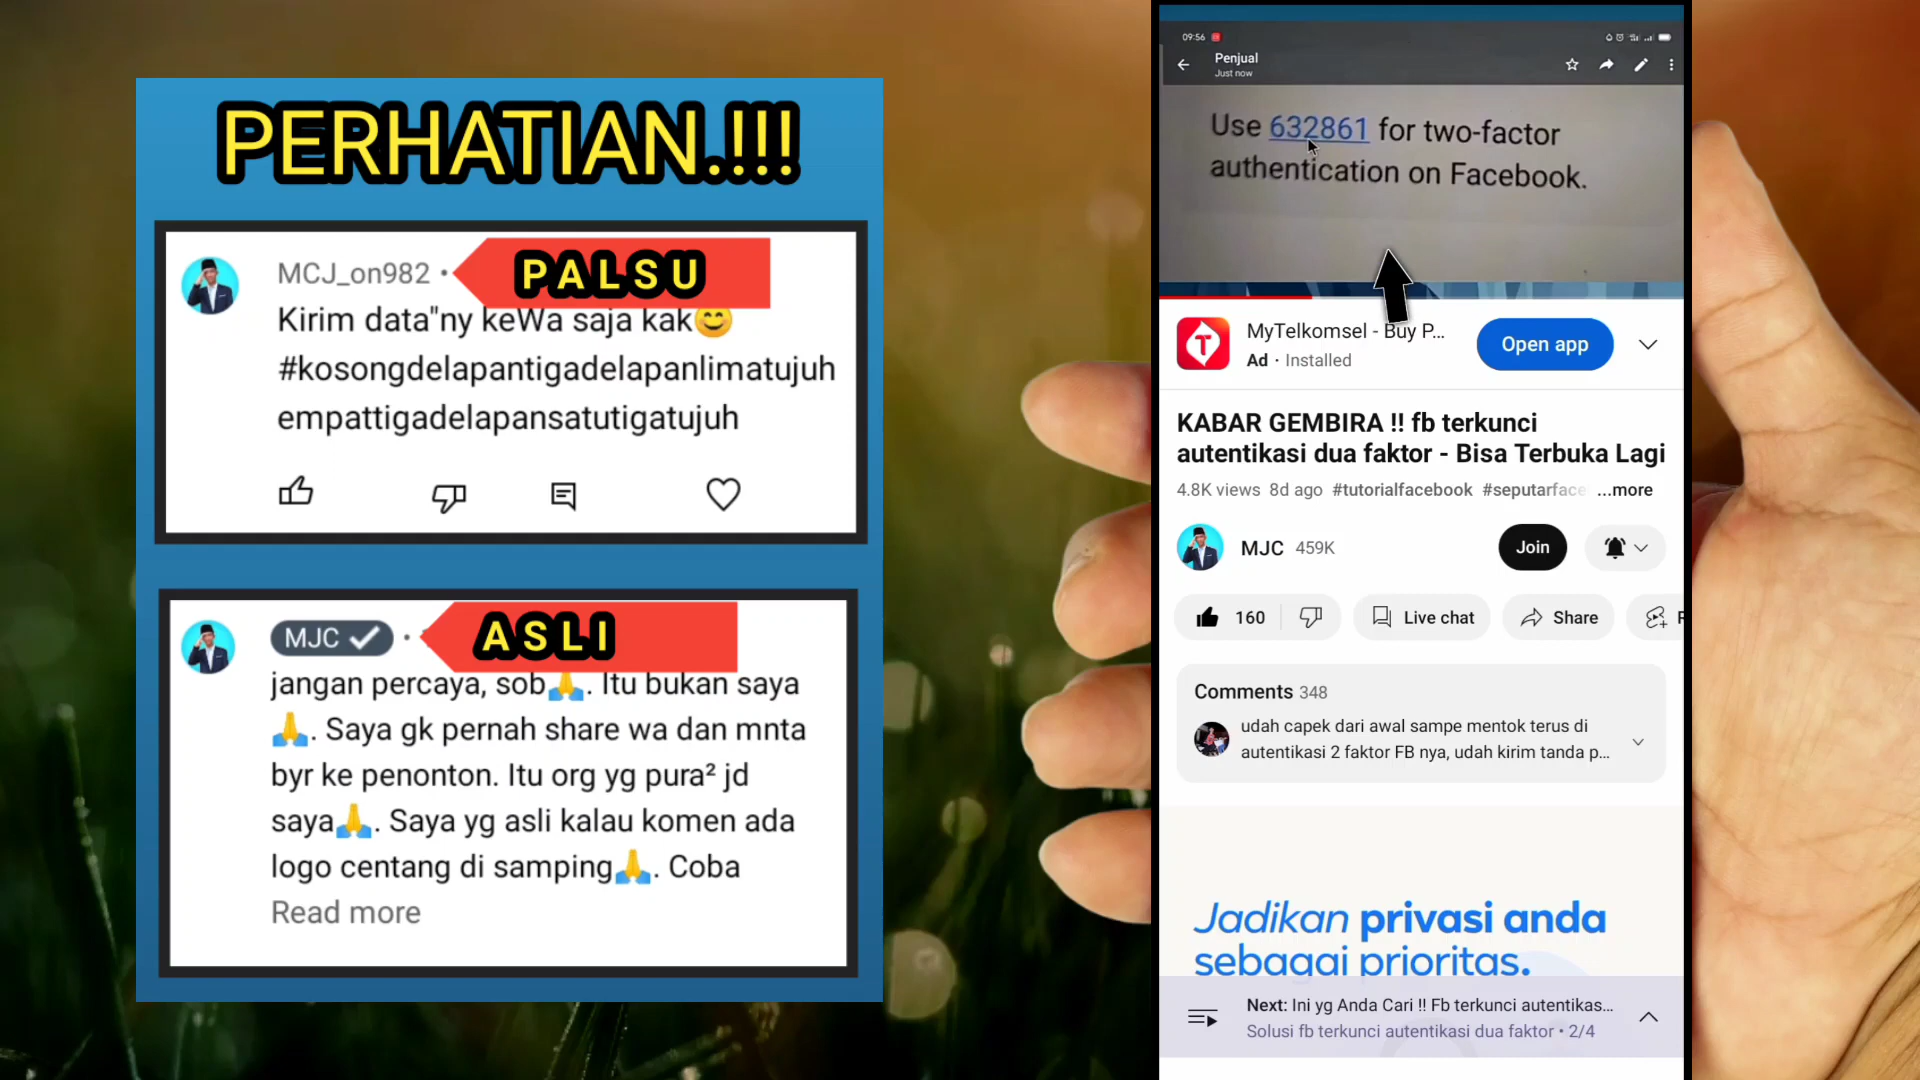 PERHATIAN.!!!
MCJ_on982 •
PALSU
Kirim data"ny keWa saja kak😊
#kosongdelapantigadelapanlimatujuh
empattigadelapansatutigatujuh
MJC ✓ •
ASLI
jangan percaya, sob🙏. Itu bukan saya
🙏. Saya gk pernah share wa dan mnta
byr ke penonton. Itu org yg pura² jd
saya🙏. Saya yg asli kalau komen ada
logo centang di samping🙏. Coba
Read more
09:56
Penjual
Just now
Use 632861 for two-factor
authentication on Facebook.
MyTelkomsel - Buy P...
Ad • Installed
Open app
KABAR GEMBIRA !! fb terkunci
autentikasi dua faktor - Bisa Terbuka Lagi
4.8K views 8d ago #tutorialfacebook #seputarface ...more
MJC 459K
Join
160
Live chat
Share
Comments 348
udah capek dari awal sampe mentok terus di
autentikasi 2 faktor FB nya, udah kirim tanda p...
Jadikan privasi anda
sebagai prioritas.
Next: Ini yg Anda Cari !! Fb terkunci autentikas...
Solusi fb terkunci autentikasi dua faktor • 2/4